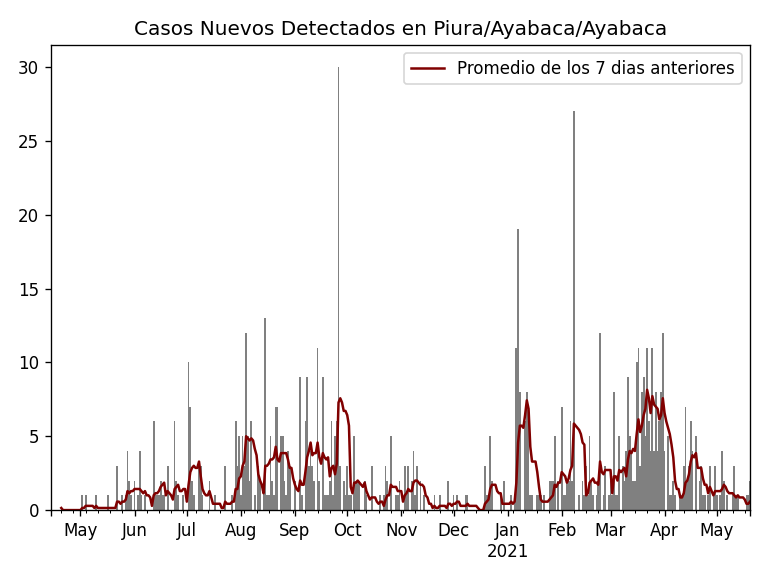 Casos Nuevos Detectados en Piura/Ayabaca/Ayabaca
Promedio de los 7 dias anteriores
30
25
20
15
10
5
0
May Jun Jul Aug Sep Oct Nov Dec Jan Feb Mar Apr May
2021